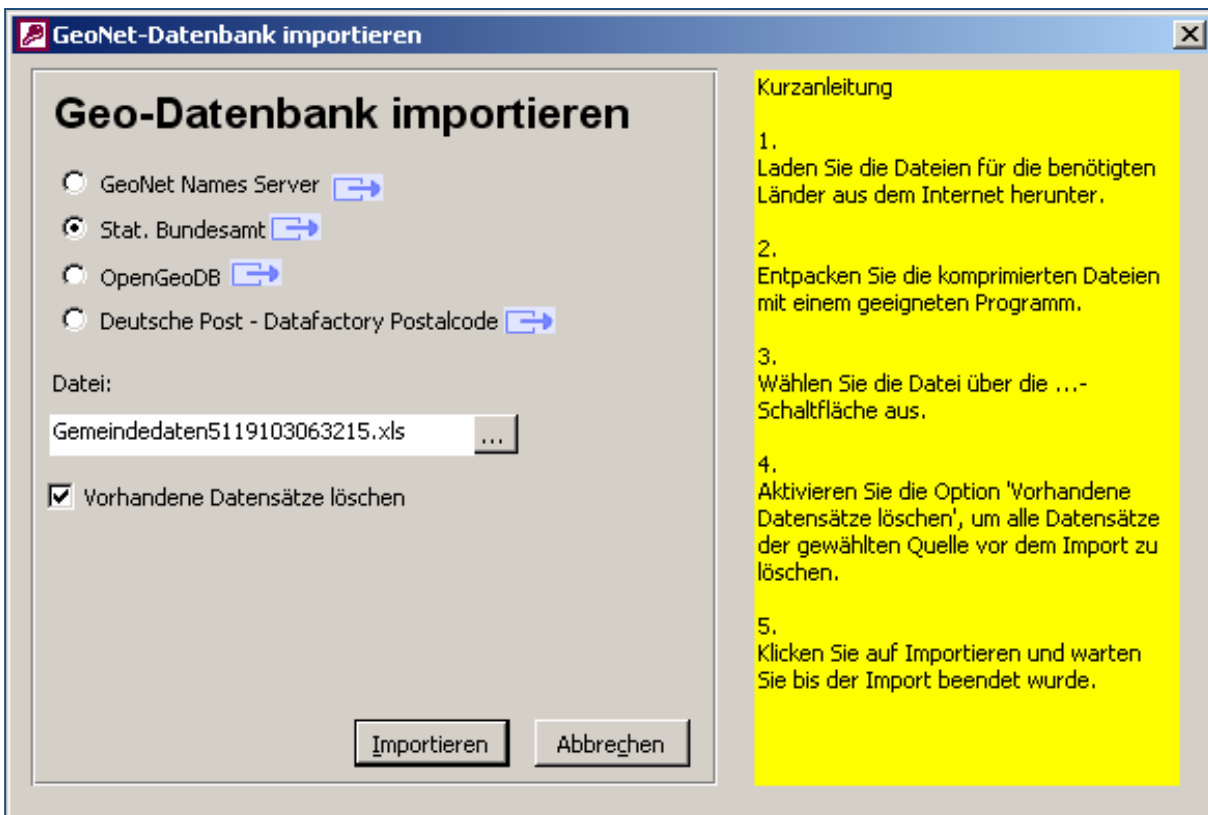 GeoNet-Datenbank importieren
Geo-Datenbank importieren
GeoNet Names Server
Stat. Bundesamt
OpenGeoDB
Deutsche Post - Datafactory Postalcode
Datei:
Gemeindedaten5119103063215.xls
...
Vorhandene Datensätze löschen
Importieren
Abbrechen
Kurzanleitung
1.
Laden Sie die Dateien für die benötigten
Länder aus dem Internet herunter.
2.
Entpacken Sie die komprimierten Dateien
mit einem geeigneten Programm.
3.
Wählen Sie die Datei über die ...-
Schaltfläche aus.
4.
Aktivieren Sie die Option 'Vorhandene
Datensätze löschen', um alle Datensätze
der gewählten Quelle vor dem Import zu
löschen.
5.
Klicken Sie auf Importieren und warten
Sie bis der Import beendet wurde.